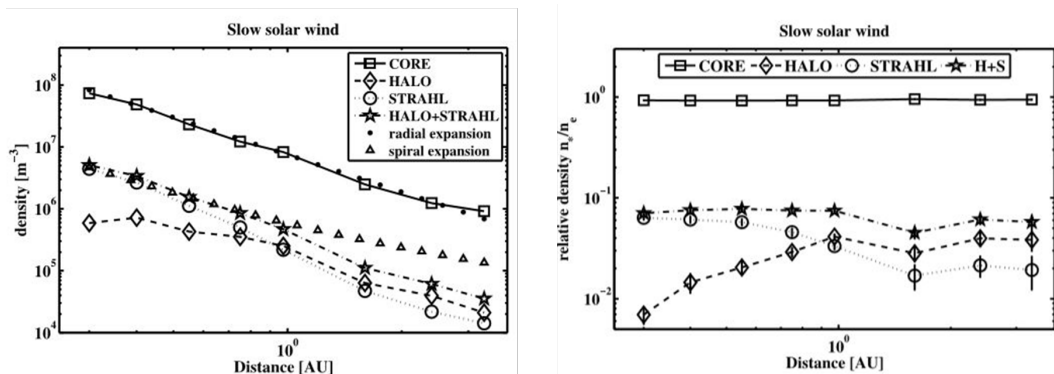 Slow solar wind
CORE
HALO
STRAHL
HALO+STRAHL
radial expansion
spiral expansion
density [m⁻³]
10⁸
10⁷
10⁶
10⁵
10⁴
10⁰
Distance [AU]
Slow solar wind
CORE HALO STRAHL H+S
relative density nₛ/nₑ
10⁰
10⁻¹
10⁻²
10⁰
Distance [AU]